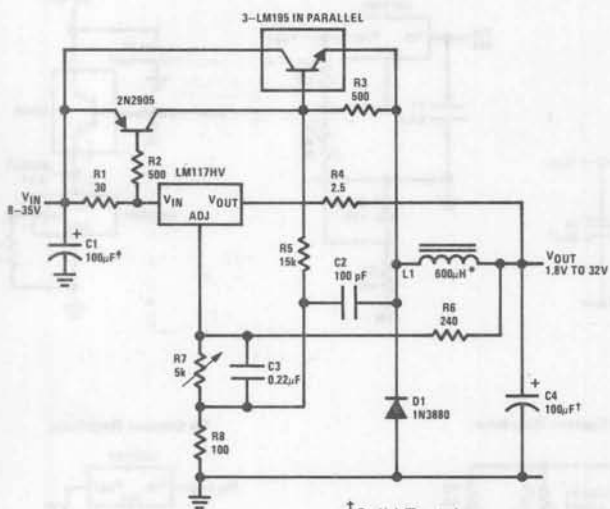 3–LM195 IN PARALLEL
2N2905
R3
500
R1
30
R2
500
LM117HV
VIN
VOUT
ADJ
R4
2.5
VIN
8–35V
C1
100µF†
R5
15k
C2
100 pF
L1
600µH*
VOUT
1.8V TO 32V
R6
240
R7
5k
C3
0.22µF
D1
1N3880
C4
100µF†
R8
100